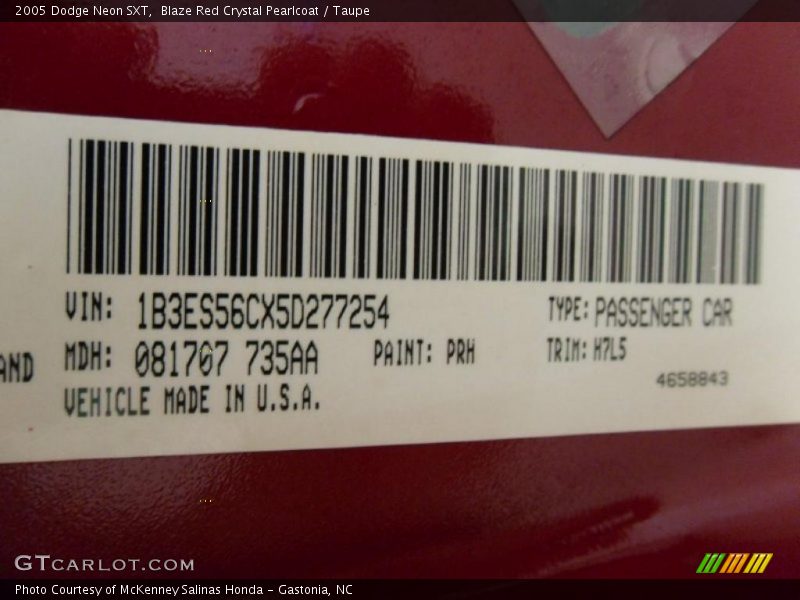 2005 Dodge Neon SXT, Blaze Red Crystal Pearlcoat / Taupe
VIN: 1B3ES56CX5D277254 TYPE: PASSENGER CAR
AND MDH: 081707 735AA PAINT: PRH TRIM: H7L5
4658843
VEHICLE MADE IN U.S.A.
GTCARLOT.COM
Photo Courtesy of McKenney Salinas Honda - Gastonia, NC